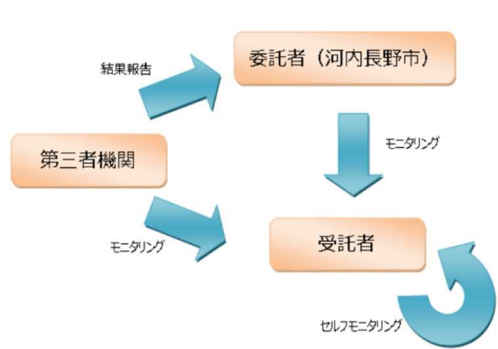 委託者（河内長野市）
結果報告
モニタリング
第三者機関
受託者
モニタリング
セルフモニタリング